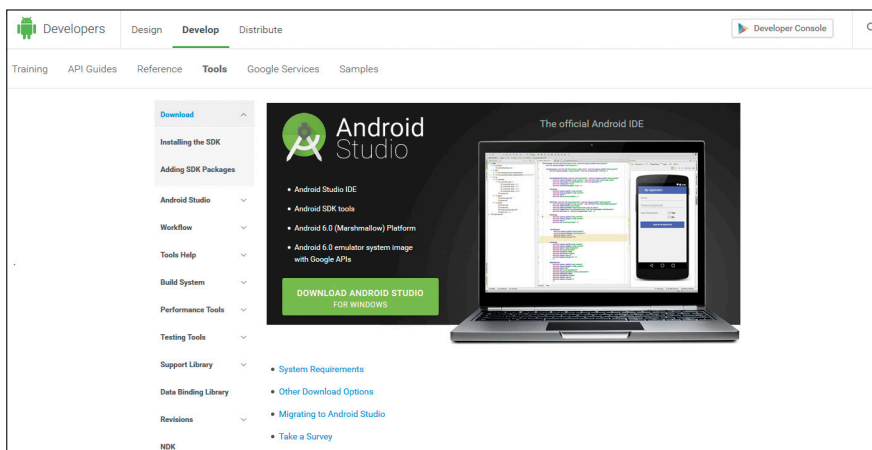 Developers
Design
Develop
Distribute
Developer Console
Training
API Guides
Reference
Tools
Google Services
Samples
Download
Installing the SDK
Adding SDK Packages
Android Studio
Workflow
Tools Help
Build System
Performance Tools
Testing Tools
Support Library
Data Binding Library
Revisions
NDK
Android
Studio
The official Android IDE
• Android Studio IDE
• Android SDK tools
• Android 6.0 (Marshmallow) Platform
• Android 6.0 emulator system image
with Google APIs
DOWNLOAD ANDROID STUDIO
FOR WINDOWS
My Application
• System Requirements
• Other Download Options
• Migrating to Android Studio
• Take a Survey